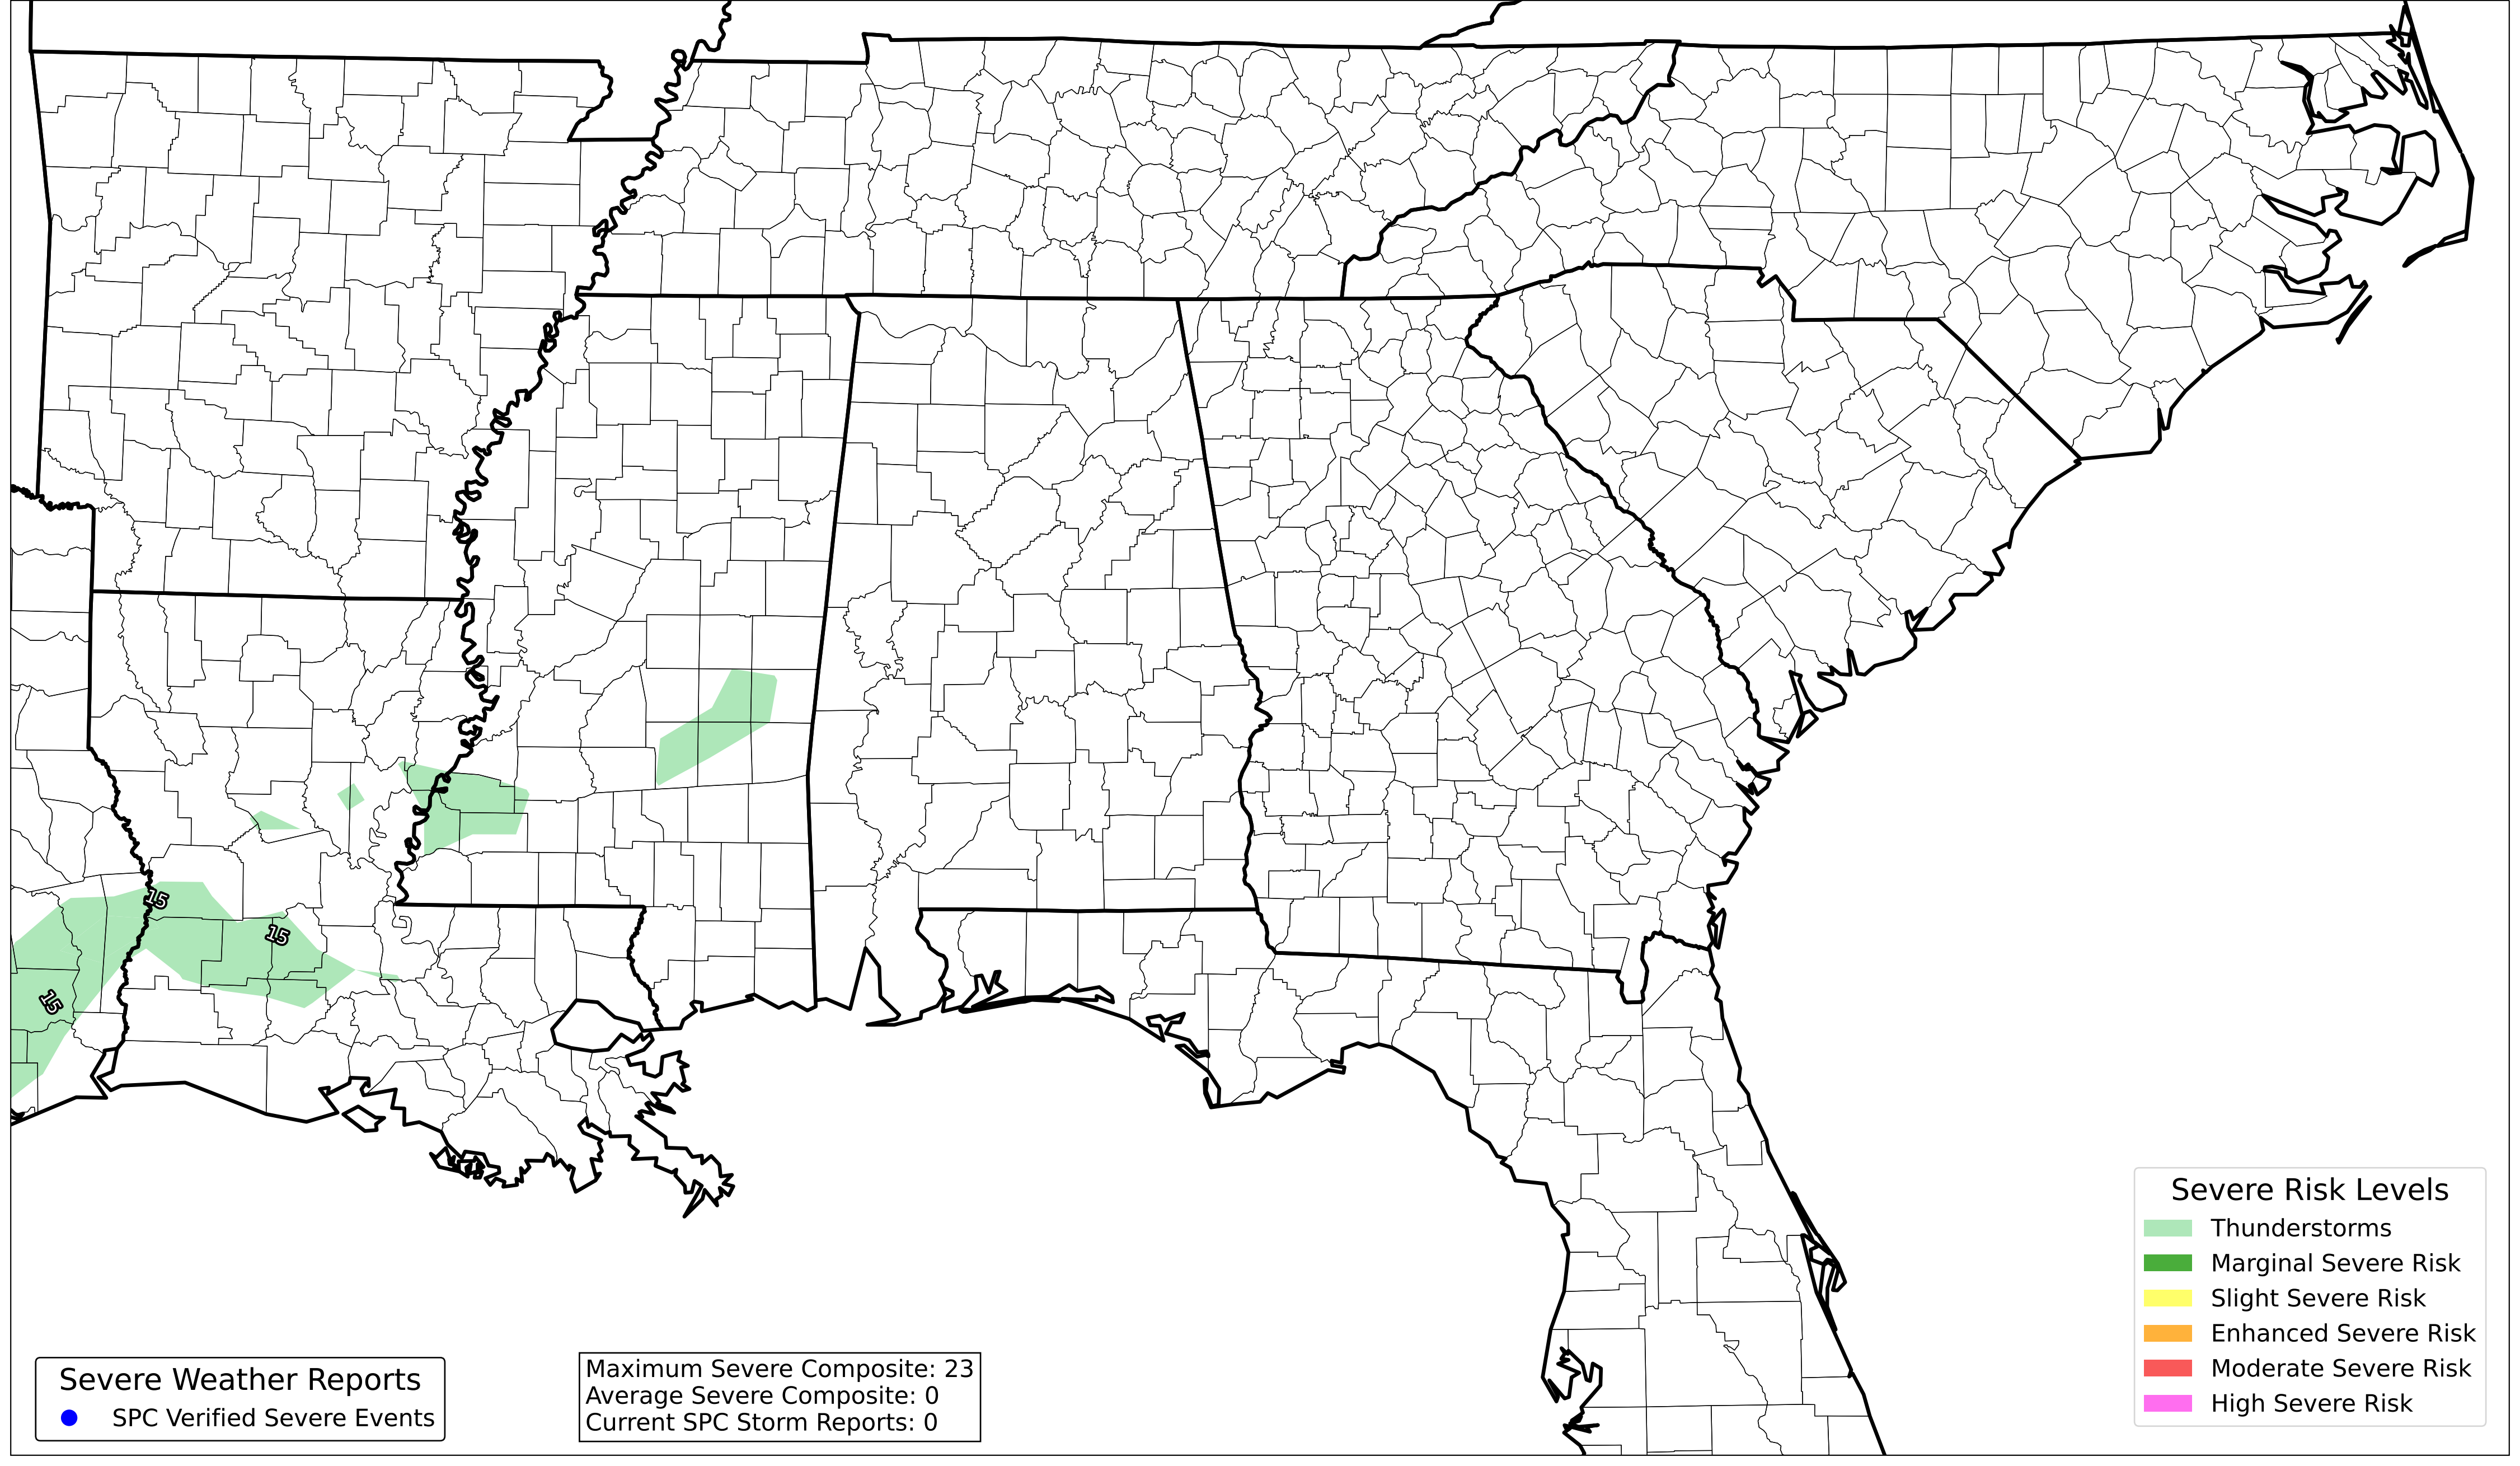 15
15
15
Severe Risk Levels
Thunderstorms
Marginal Severe Risk
Slight Severe Risk
Enhanced Severe Risk
Moderate Severe Risk
High Severe Risk
Severe Weather Reports
SPC Verified Severe Events
Maximum Severe Composite: 23
Average Severe Composite: 0
Current SPC Storm Reports: 0